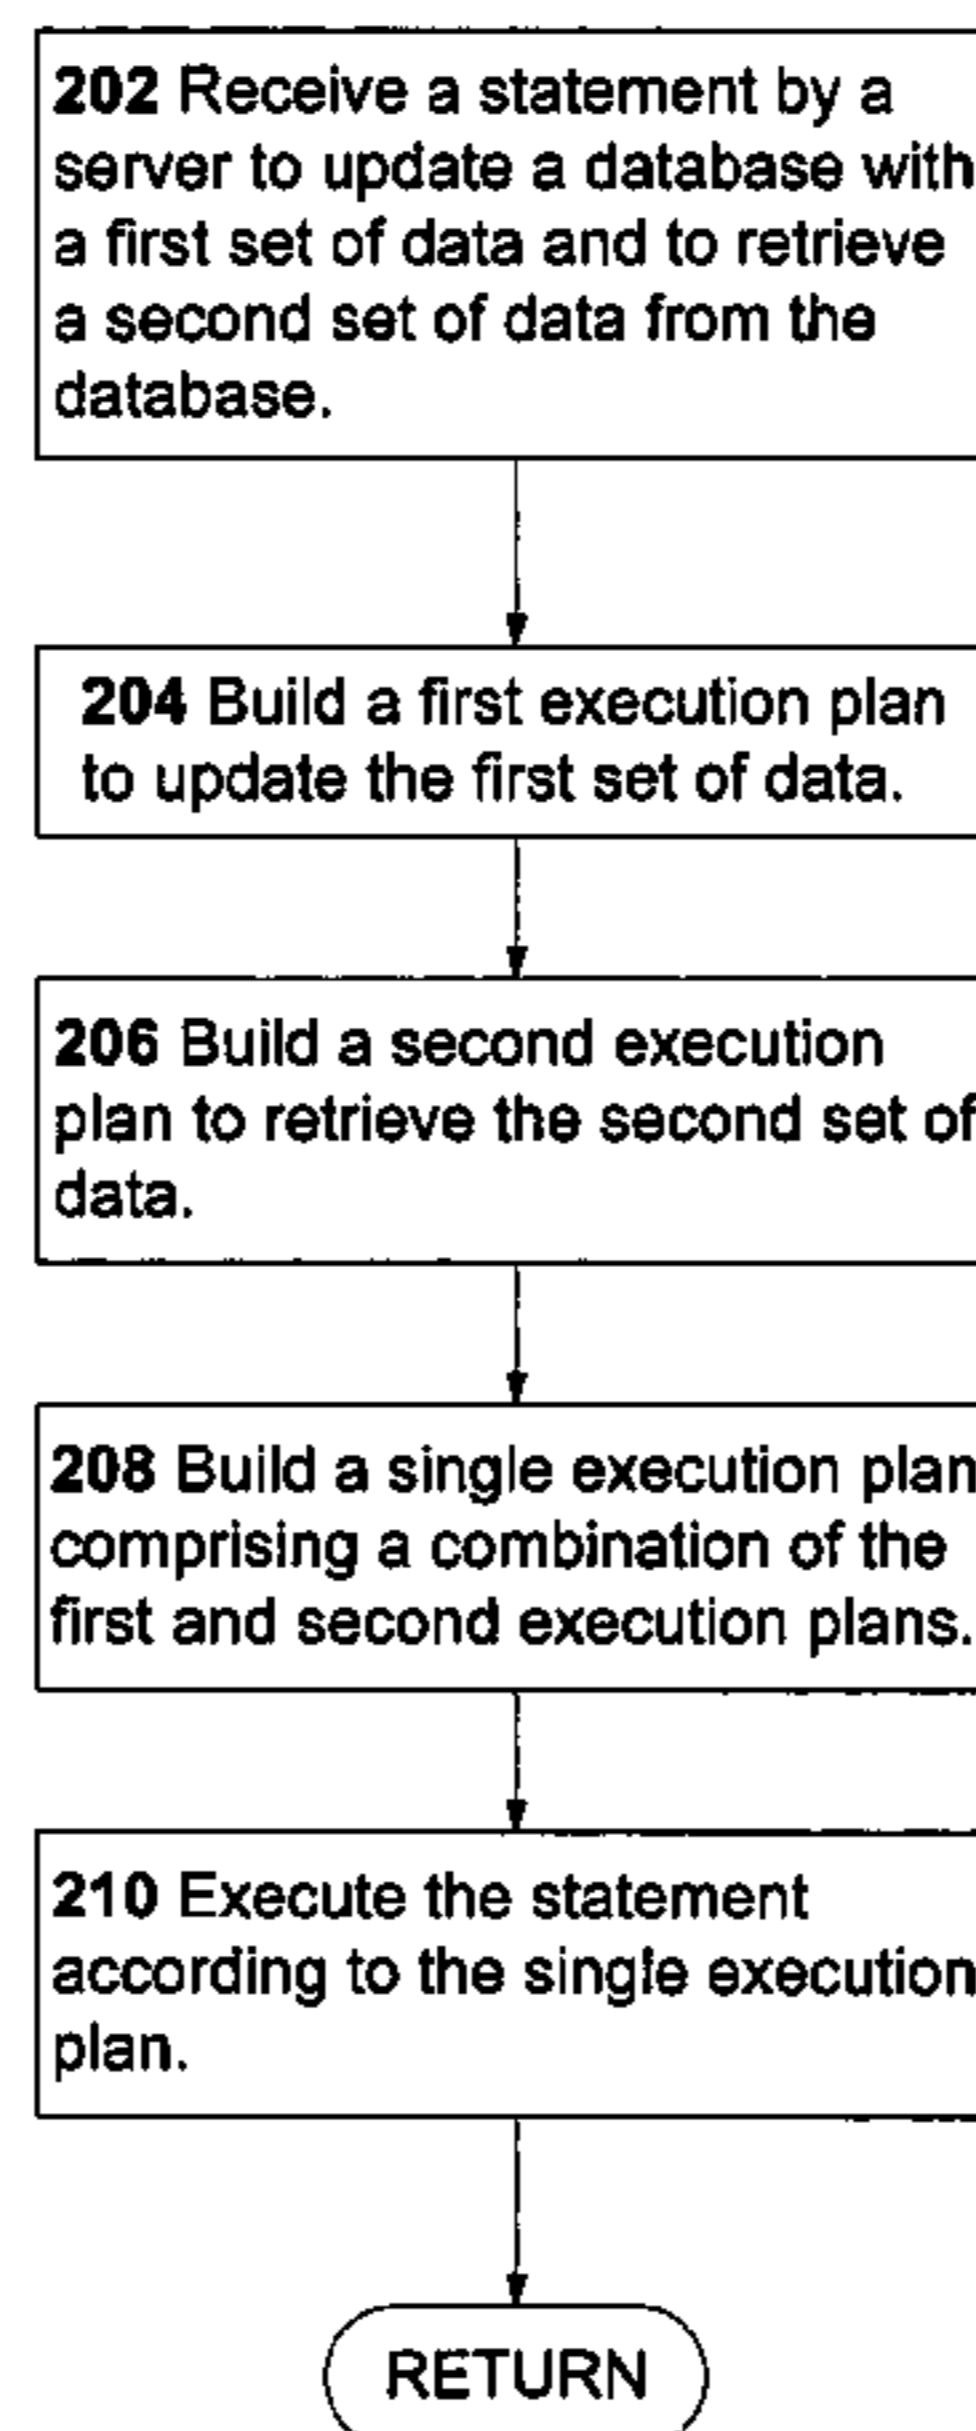 202 Receive a statement by a
server to update a database with
a first set of data and to retrieve
a second set of data from the
database.
204 Build a first execution plan
to update the first set of data.
206 Build a second execution
plan to retrieve the second set of
data.
208 Build a single execution plan
comprising a combination of the
first and second execution plans.
210 Execute the statement
according to the single execution
plan.
RETURN